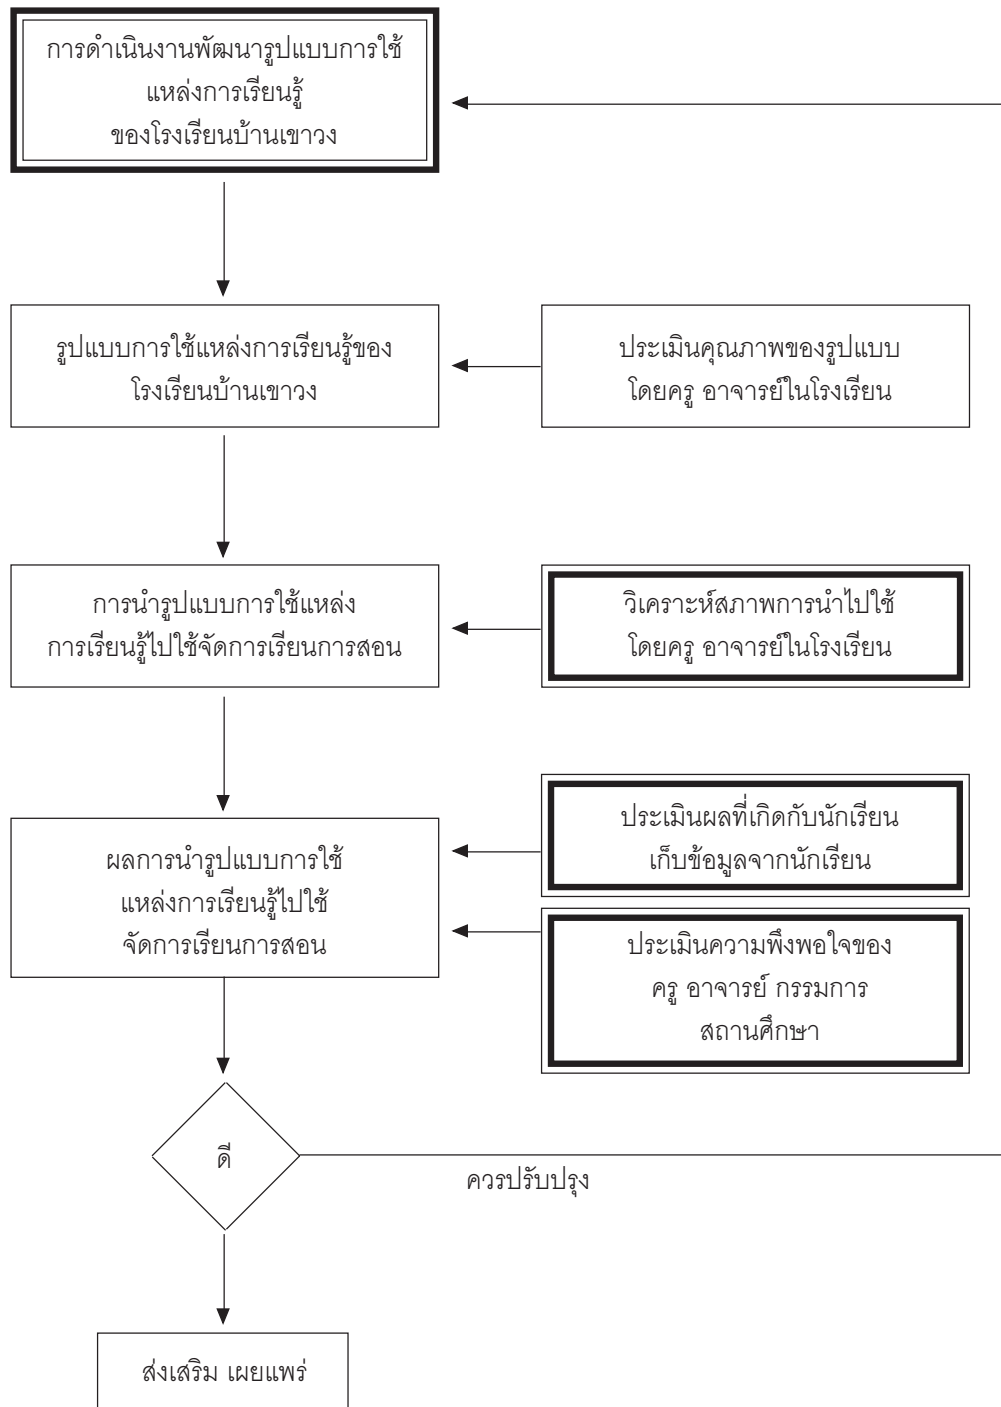 การดำเนินงานพัฒนารูปแบบการใช้
แหล่งการเรียนรู้
ของโรงเรียนบ้านเขาวง
รูปแบบการใช้แหล่งการเรียนรู้ของ
โรงเรียนบ้านเขาวง
ประเมินคุณภาพของรูปแบบ
โดยครู อาจารย์ในโรงเรียน
การนำรูปแบบการใช้แหล่ง
การเรียนรู้ไปใช้จัดการเรียนการสอน
วิเคราะห์สภาพการนำไปใช้
โดยครู อาจารย์ในโรงเรียน
ผลการนำรูปแบบการใช้
แหล่งการเรียนรู้ไปใช้
จัดการเรียนการสอน
ประเมินผลที่เกิดกับนักเรียน
เก็บข้อมูลจากนักเรียน
ประเมินความพึงพอใจของ
ครู อาจารย์ กรรมการ
สถานศึกษา
ดี
ควรปรับปรุง
ส่งเสริม เผยแพร่